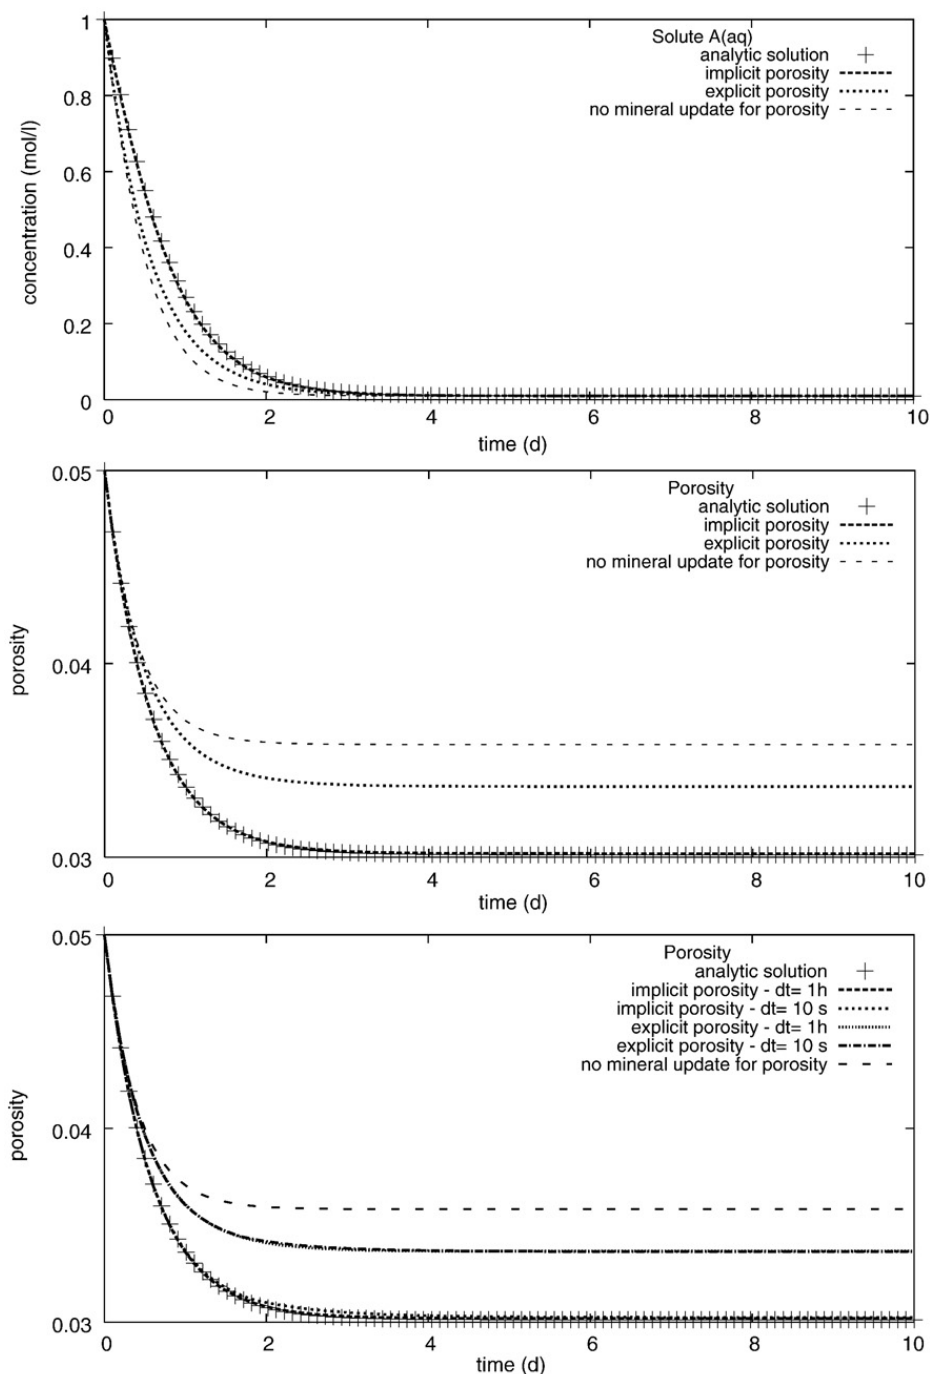 Solute A(aq)
analytic solution
implicit porosity
explicit porosity
no mineral update for porosity
concentration (mol/l)
1
0.8
0.6
0.4
0.2
0
0 2 4 6 8 10
time (d)
Porosity
analytic solution
implicit porosity
explicit porosity
no mineral update for porosity
porosity
0.05
0.04
0.03
0 2 4 6 8 10
time (d)
Porosity
analytic solution
implicit porosity - dt= 1h
implicit porosity - dt= 10 s
explicit porosity - dt= 1h
explicit porosity - dt= 10 s
no mineral update for porosity
porosity
0.05
0.04
0.03
0 2 4 6 8 10
time (d)